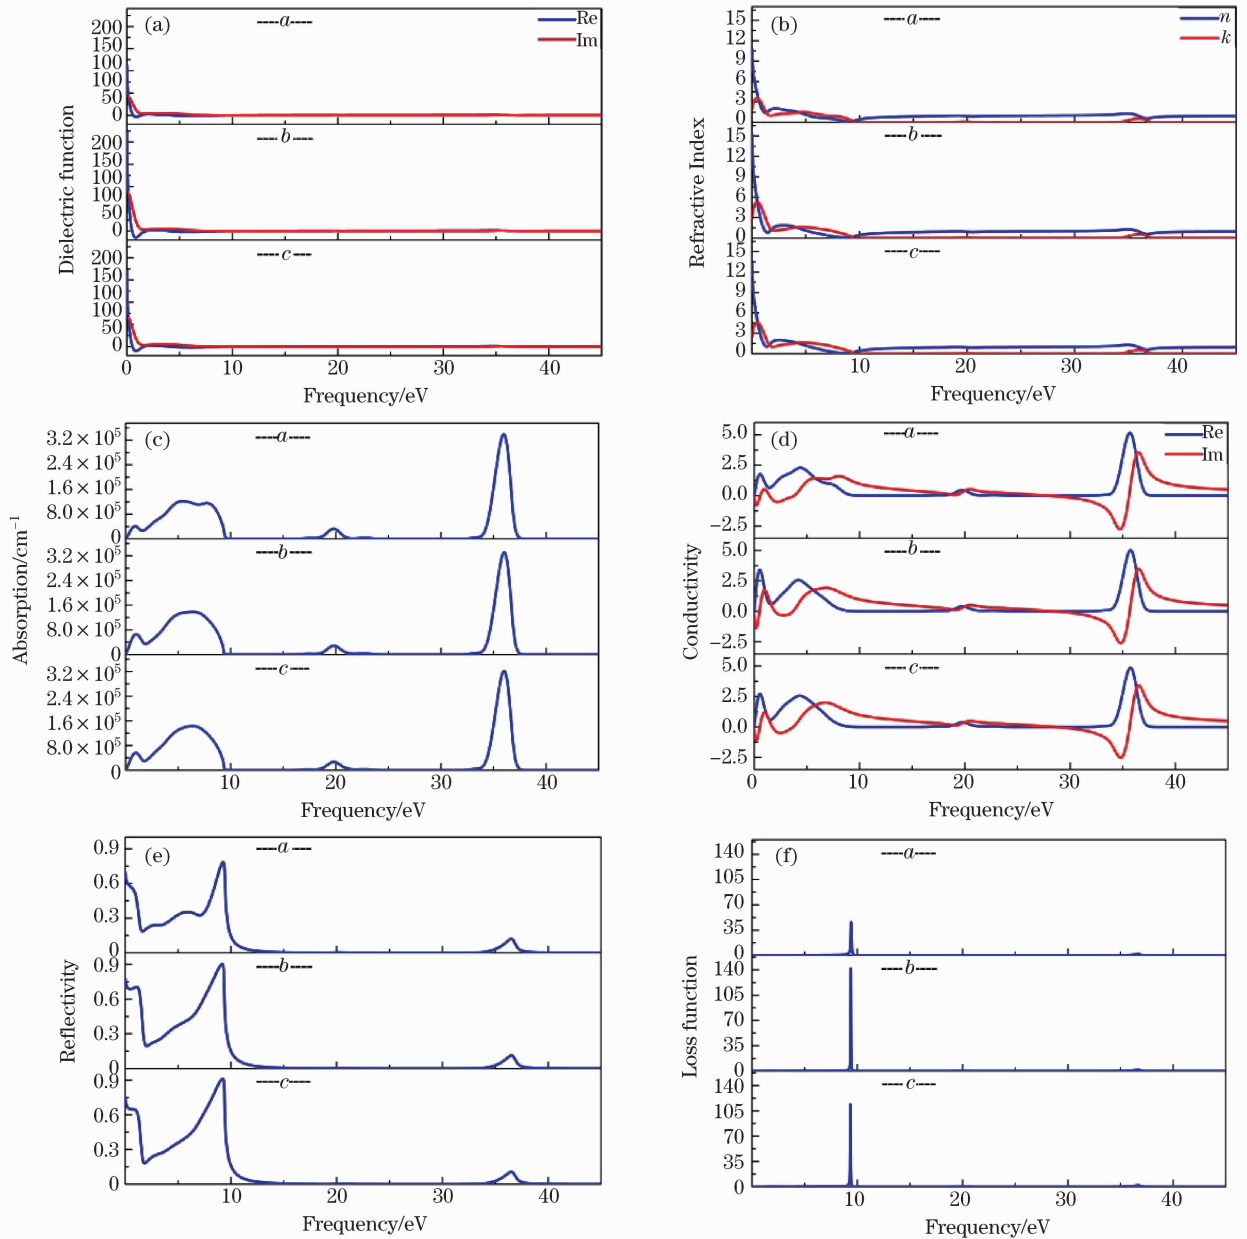 (a)
----a----
Re
Im
200
150
100
50
0
----b----
200
150
100
50
0
----c----
200
150
100
50
0
0 10 20 30 40
Dielectric function
Frequency/eV
(b)
----a----
n
k
15
12
9
6
3
0
----b----
15
12
9
6
3
0
----c----
15
12
9
6
3
0
0 10 20 30 40
Refractive Index
Frequency/eV
(c)
----a----
3.2×10⁵
2.4×10⁵
1.6×10⁵
8.0×10⁵
0
----b----
3.2×10⁵
2.4×10⁵
1.6×10⁵
8.0×10⁵
0
----c----
3.2×10⁵
2.4×10⁵
1.6×10⁵
8.0×10⁵
0
10 20 30 40
Absorption/cm⁻¹
Frequency/eV
(d)
----a----
Re
Im
5.0
2.5
0.0
−2.5
----b----
5.0
2.5
0.0
−2.5
----c----
5.0
2.5
0.0
−2.5
0 10 20 30 40
Conductivity
Frequency/eV
(e)
----a----
0.9
0.6
0.3
0
----b----
0.9
0.6
0.3
0
----c----
0.9
0.6
0.3
0
10 20 30 40
Reflectivity
Frequency/eV
(f)
----a----
140
105
70
35
0
----b----
140
105
70
35
0
----c----
140
105
70
35
0
0 10 20 30 40
Loss function
Frequency/eV